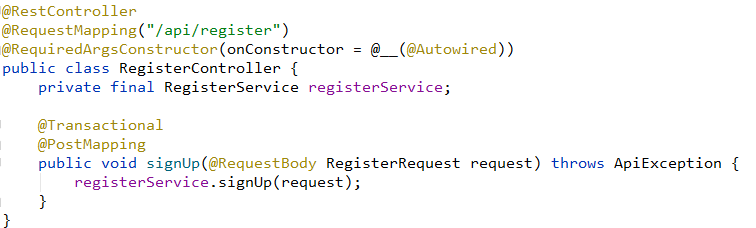 @RestController
@RequestMapping("/api/register")
@RequiredArgsConstructor(onConstructor = @__(@Autowired))
public class RegisterController {
    private final RegisterService registerService;

    @Transactional
    @PostMapping
    public void signUp(@RequestBody RegisterRequest request) throws ApiException {
        registerService.signUp(request);
    }
}